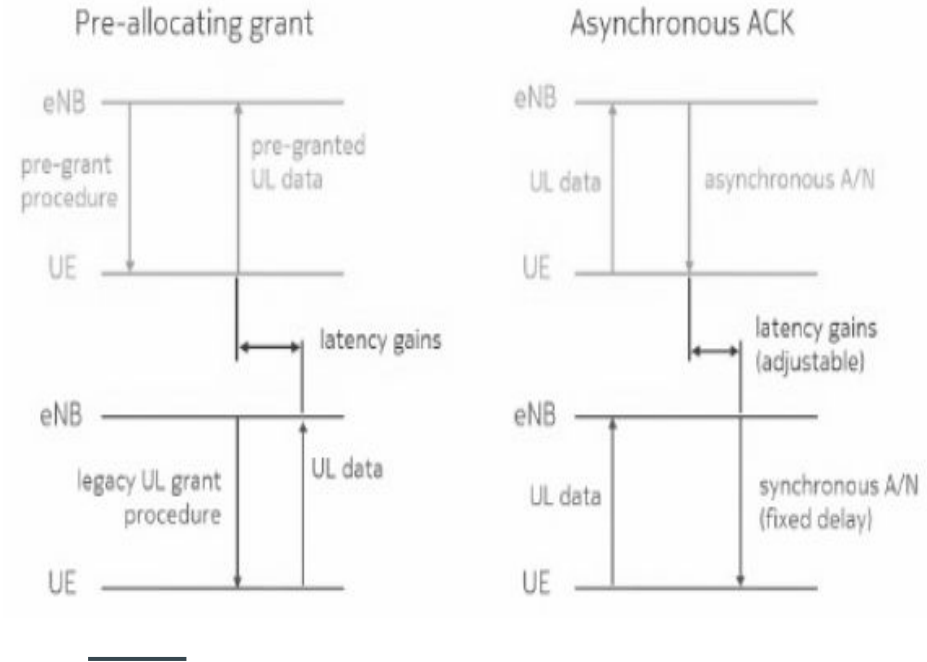 Pre-allocating grant
eNB
pre-grant
procedure
pre-granted
UL data
UE
latency gains
eNB
legacy UL grant
procedure
UL data
UE
Asynchronous ACK
eNB
UL data
asynchronous A/N
UE
latency gains
(adjustable)
eNB
UL data
synchronous A/N
(fixed delay)
UE